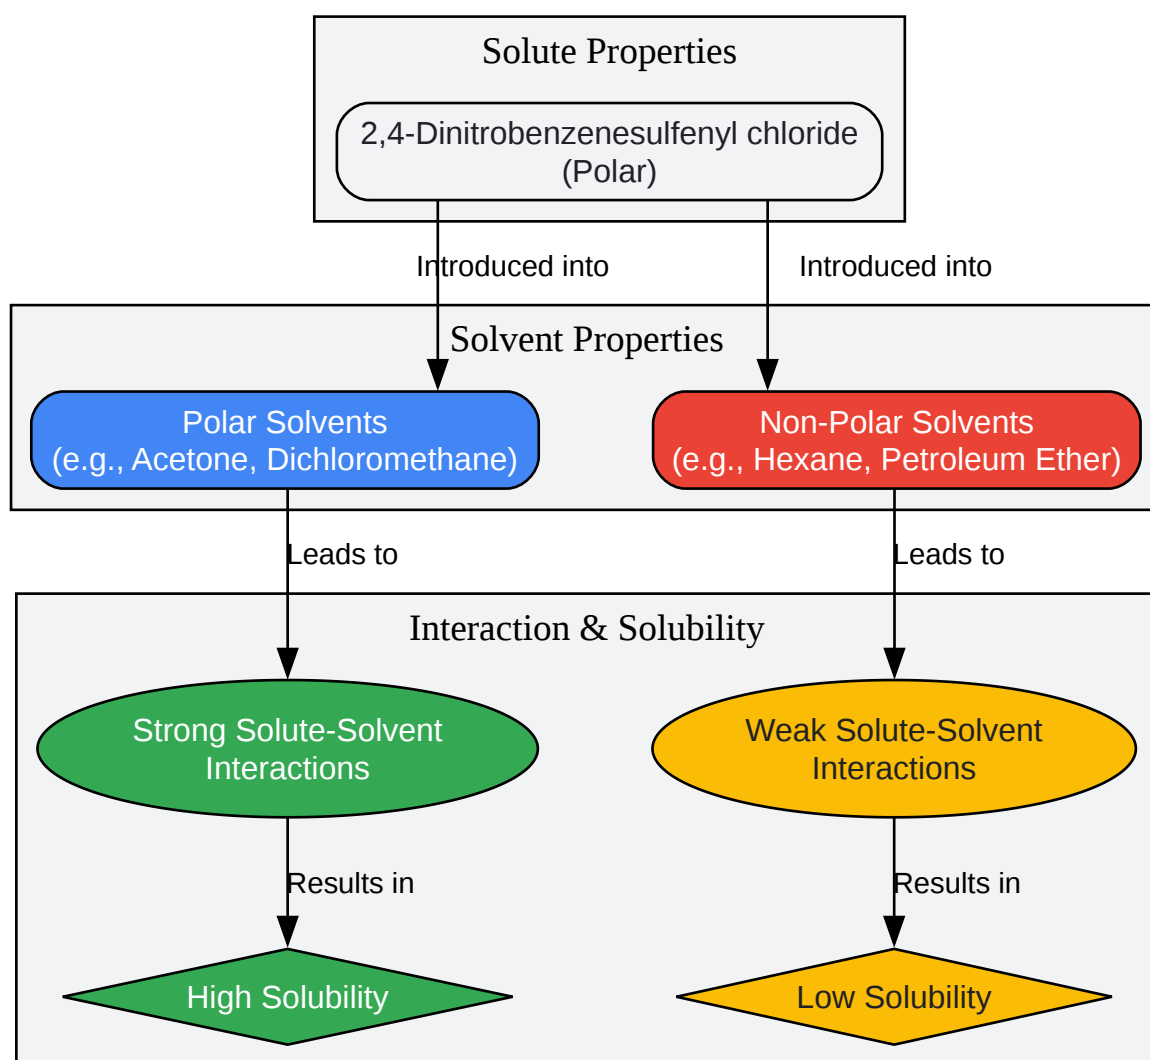 Solute Properties
2,4-Dinitrobenzenesulfenyl chloride
(Polar)
Introduced into
Introduced into
Solvent Properties
Polar Solvents
(e.g., Acetone, Dichloromethane)
Non-Polar Solvents
(e.g., Hexane, Petroleum Ether)
Leads to
Leads to
Interaction & Solubility
Strong Solute-Solvent
Interactions
Weak Solute-Solvent
Interactions
Results in
Results in
High Solubility
Low Solubility